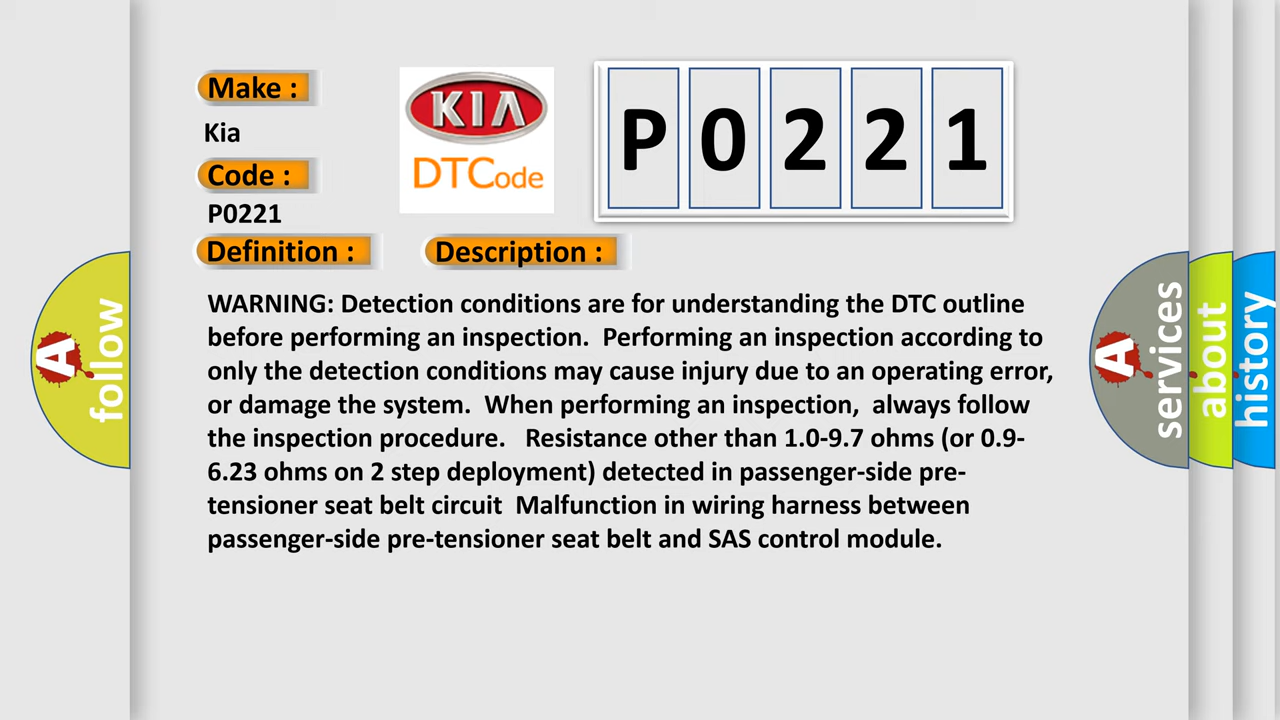 Make :
Kia
Code :
P0221
KIA
DTCode
P0221
Definition :
Description :
WARNING: Detection conditions are for understanding the DTC outline
before performing an inspection.  Performing an inspection according to
only the detection conditions may cause injury due to an operating error,
or damage the system.  When performing an inspection,  always follow
the inspection procedure.   Resistance other than 1.0-9.7 ohms (or 0.9-
6.23 ohms on 2 step deployment) detected in passenger-side pre-
tensioner seat belt circuit  Malfunction in wiring harness between
passenger-side pre-tensioner seat belt and SAS control module.
A
follow
A
services
about
history